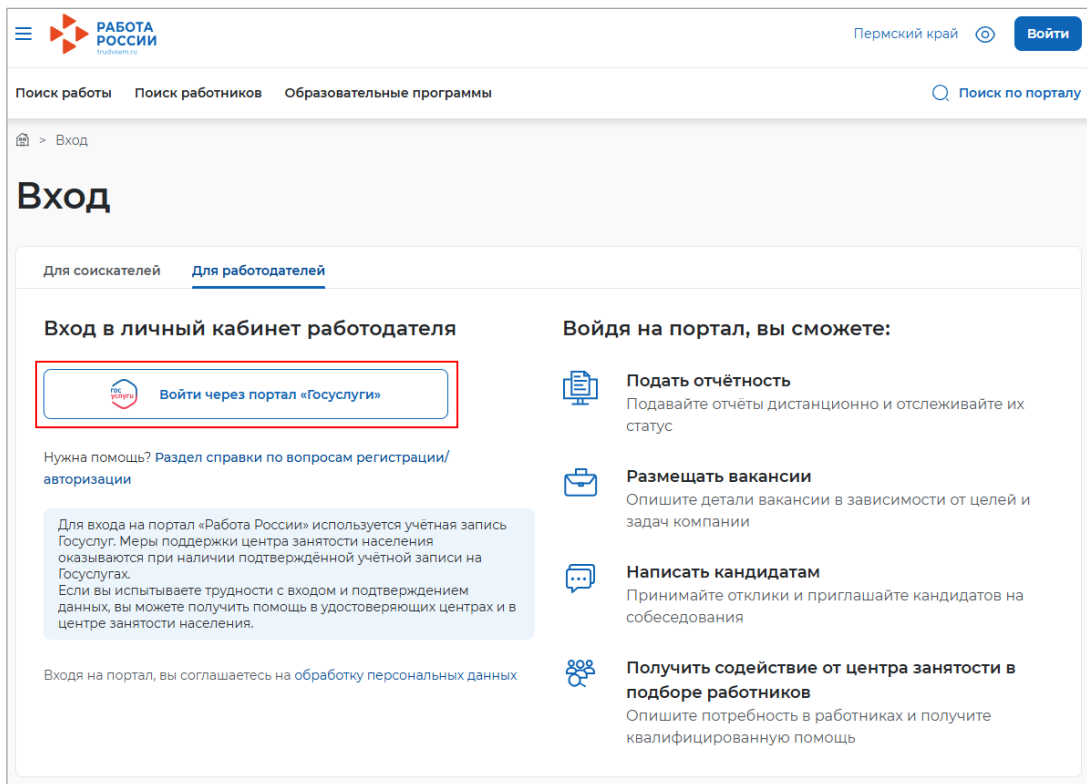 РАБОТА
РОССИИ
trudvsem.ru
Пермский край
Войти
Поиск работы Поиск работников Образовательные программы
Поиск по порталу
> Вход
Вход
Для соискателей Для работодателей
Вход в личный кабинет работодателя
гос
услуги
Войти через портал «Госуслуги»
Нужна помощь? Раздел справки по вопросам регистрации/
авторизации
Для входа на портал «Работа России» используется учётная запись
Госуслуг. Меры поддержки центра занятости населения
оказываются при наличии подтверждённой учётной записи на
Госуслугах.
Если вы испытываете трудности с входом и подтверждением
данных, вы можете получить помощь в удостоверяющих центрах и в
центре занятости населения.
Входя на портал, вы соглашаетесь на обработку персональных данных
Войдя на портал, вы сможете:
Подать отчётность
Подавайте отчёты дистанционно и отслеживайте их
статус
Размещать вакансии
Опишите детали вакансии в зависимости от целей и
задач компании
Написать кандидатам
Принимайте отклики и приглашайте кандидатов на
собеседования
Получить содействие от центра занятости в
подборе работников
Опишите потребность в работниках и получите
квалифицированную помощь